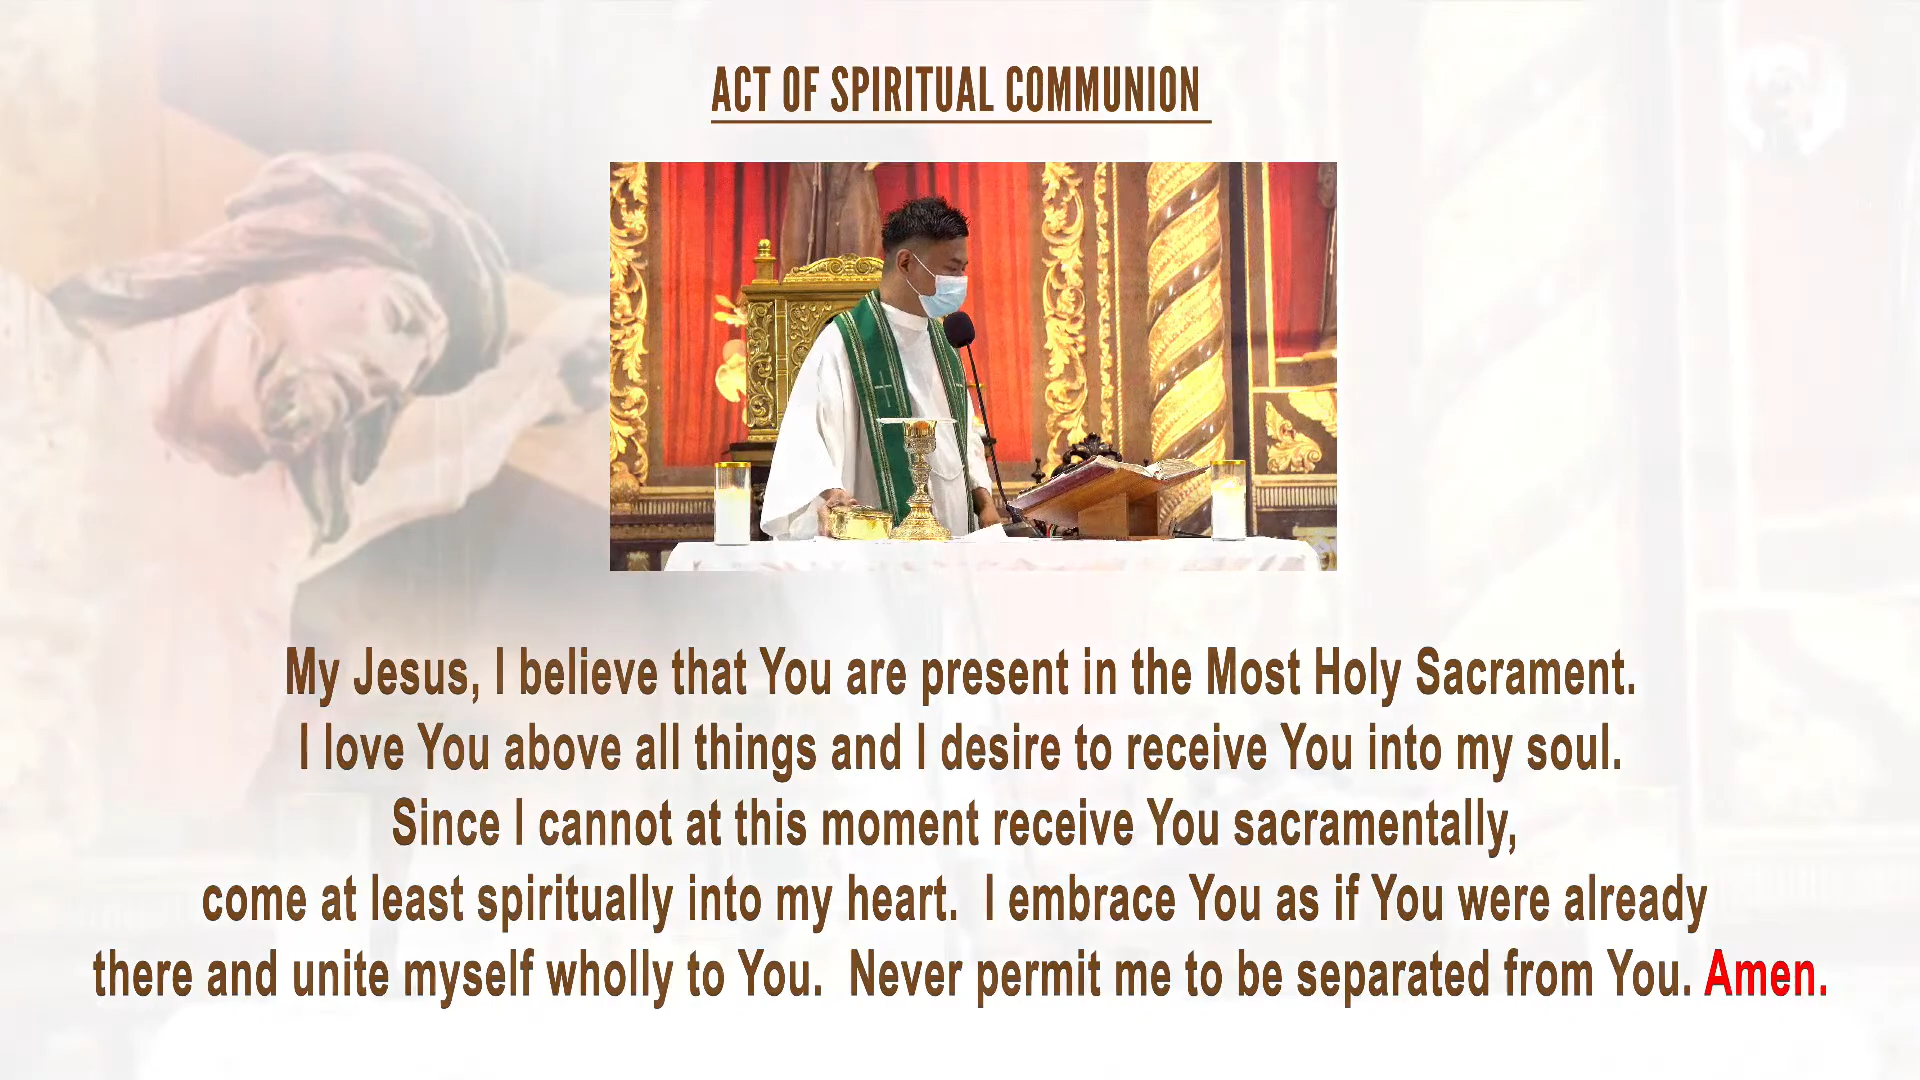 ACT OF SPIRITUAL COMMUNION
My Jesus, I believe that You are present in the Most Holy Sacrament.
I love You above all things and I desire to receive You into my soul.
Since I cannot at this moment receive You sacramentally,
come at least spiritually into my heart.  I embrace You as if You were already
there and unite myself wholly to You.  Never permit me to be separated from You. Amen.